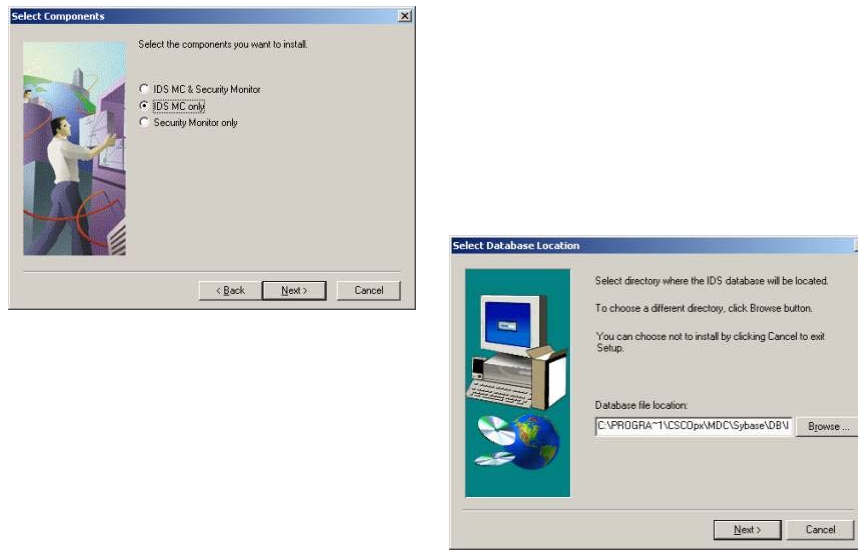 Select Components
Select the components you want to install.
IDS MC & Security Monitor
IDS MC only
Security Monitor only
< Back
Next >
Cancel
Select Database Location
Select directory where the IDS database will be located.
To choose a different directory, click Browse button.
You can choose not to install by clicking Cancel to exit
Setup.
Database file location:
C:\PROGRA~1\CSCOpx\MDC\Sybase\DB\I
Browse ...
Next >
Cancel